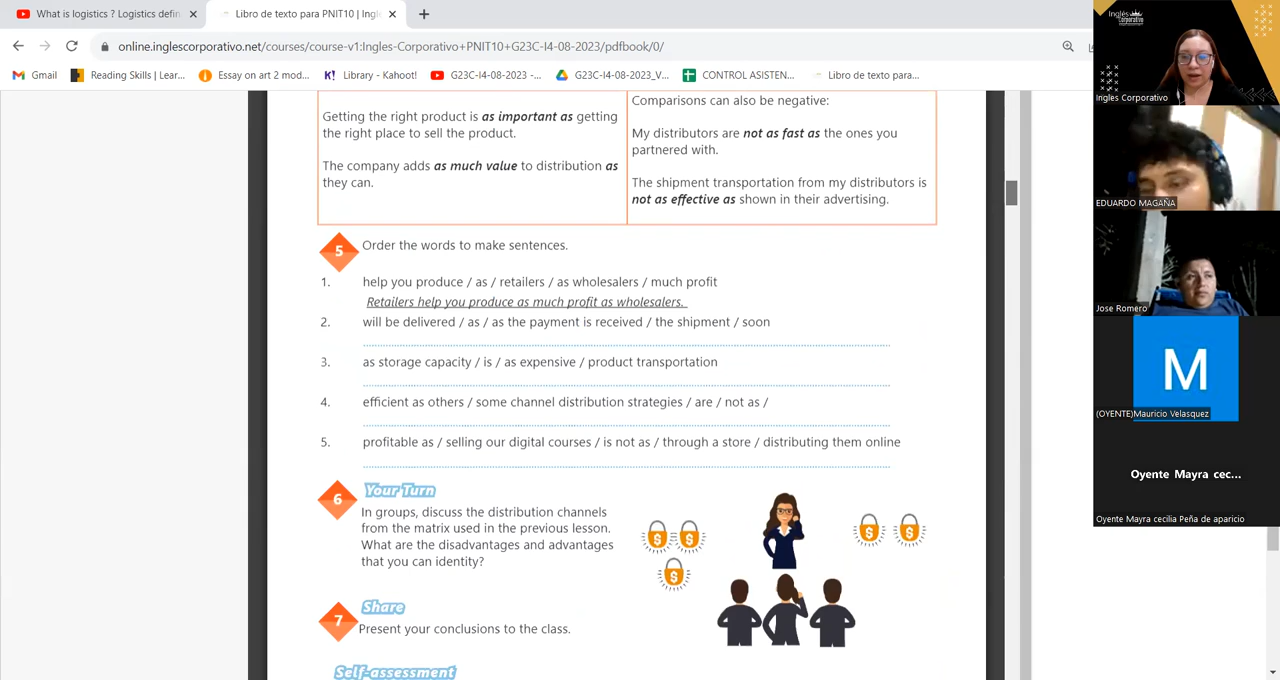 What is logistics ? Logistics defin
Libro de texto para PNIT10 | Ingl
online.inglescorporativo.net/courses/course-v1:Ingles-Corporativo+PNIT10+G23C-I4-08-2023/pdfbook/0/
Gmail
Reading Skills | Lear...
Essay on art 2 mod...
Library - Kahoot!
G23C-I4-08-2023 -...
G23C-I4-08-2023_V...
CONTROL ASISTEN...
Libro de texto para...
Getting the right product is as important as getting
the right place to sell the product.
The company adds as much value to distribution as
they can.
Comparisons can also be negative:
My distributors are not as fast as the ones you
partnered with.
The shipment transportation from my distributors is
not as effective as shown in their advertising.
5 Order the words to make sentences.
1. help you produce / as / retailers / as wholesalers / much profit
Retailers help you produce as much profit as wholesalers.
2. will be delivered / as / as the payment is received / the shipment / soon
3. as storage capacity / is / as expensive / product transportation
4. efficient as others / some channel distribution strategies / are / not as /
5. profitable as / selling our digital courses / is not as / through a store / distributing them online
6 Your Turn
In groups, discuss the distribution channels
from the matrix used in the previous lesson.
What are the disadvantages and advantages
that you can identity?
7 Share
Present your conclusions to the class.
Self-assessment
Inglés
Corporativo
Ingles Corporativo
EDUARDO MAGAÑA
Jose Romero
M
(OYENTE)Mauricio Velasquez
Oyente Mayra cec...
Oyente Mayra cecilia Peña de aparicio